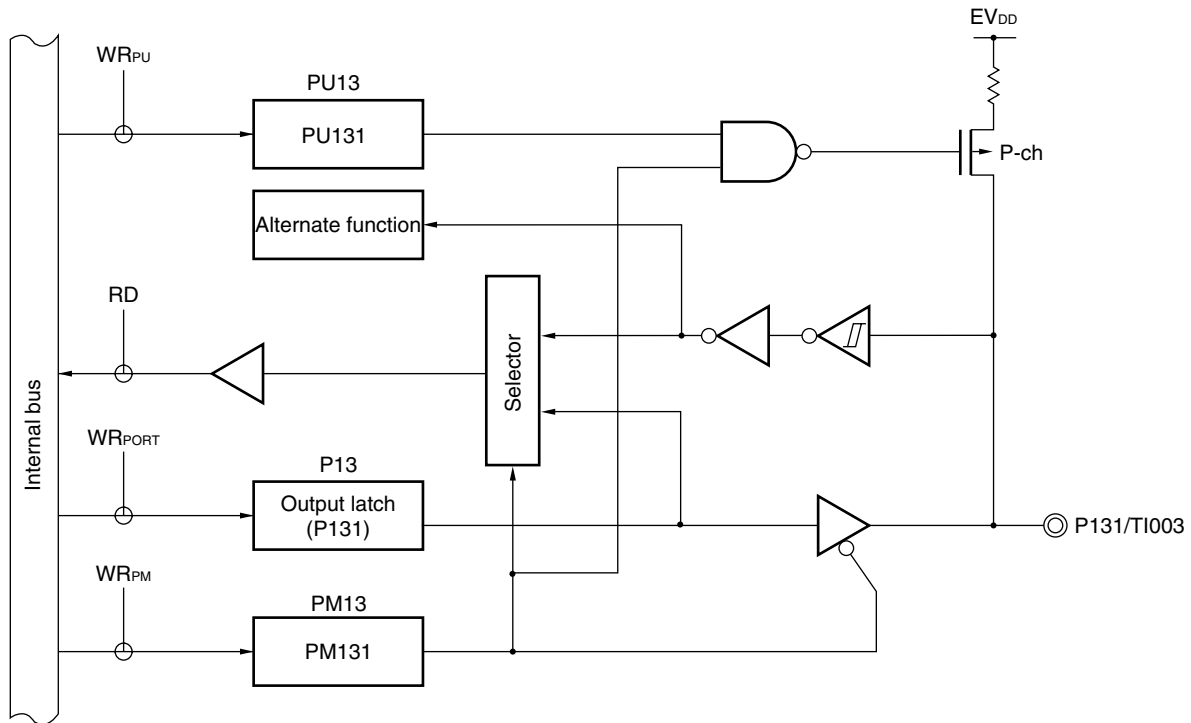 EVDD
WRPU
PU13
PU131
P-ch
Alternate function
RD
Selector
Internal bus
WRPORT
P13
Output latch
(P131)
P131/TI003
WRPM
PM13
PM131